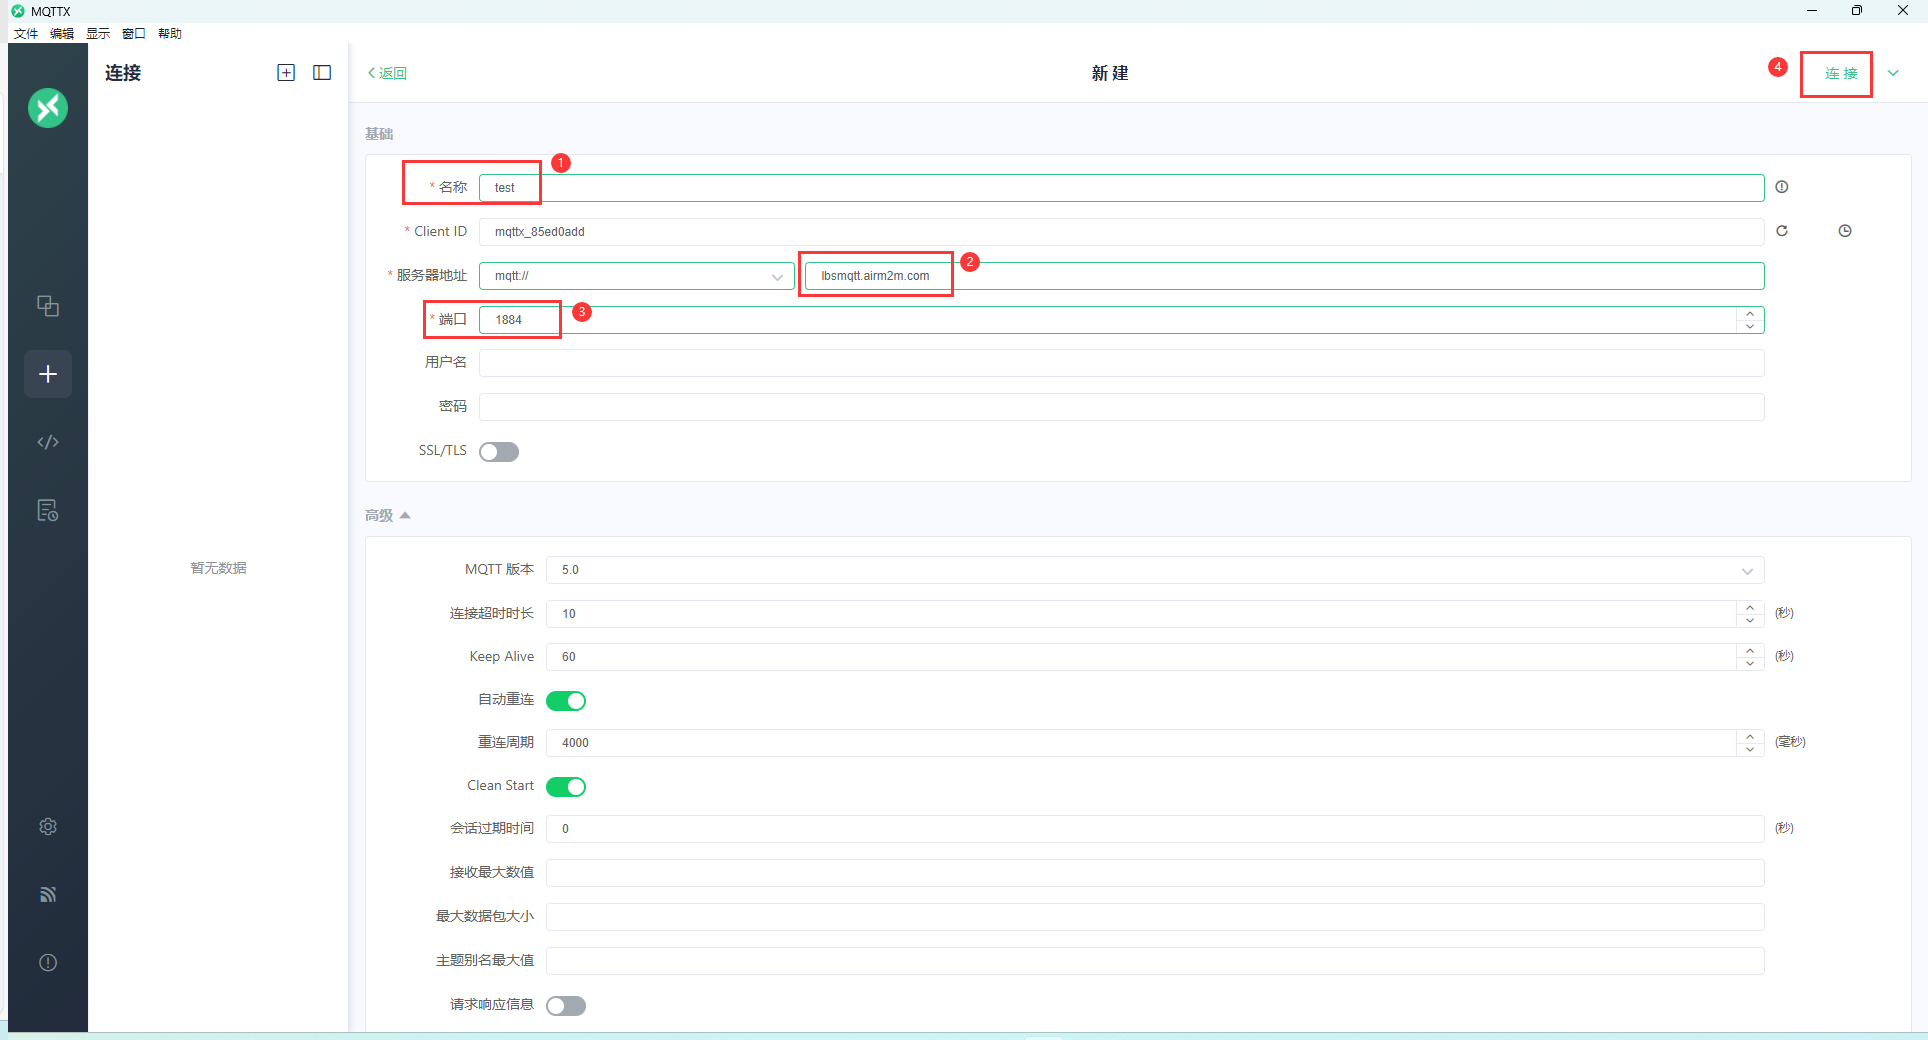 MQTTX
文件 编辑 显示 窗口 帮助
连接
返回
新建
4
连接
基础
1
* 名称 test
* Client ID mqttx_85ed0add
* 服务器地址 mqtt:// lbsmqtt.airm2m.com 2
* 端口 1884 3
用户名
密码
SSL/TLS
高级
暂无数据
MQTT 版本 5.0
连接超时时长 10 (秒)
Keep Alive 60 (秒)
自动重连
重连周期 4000 (毫秒)
Clean Start
会话过期时间 0 (秒)
接收最大数值
最大数据包大小
主题别名最大值
请求响应信息